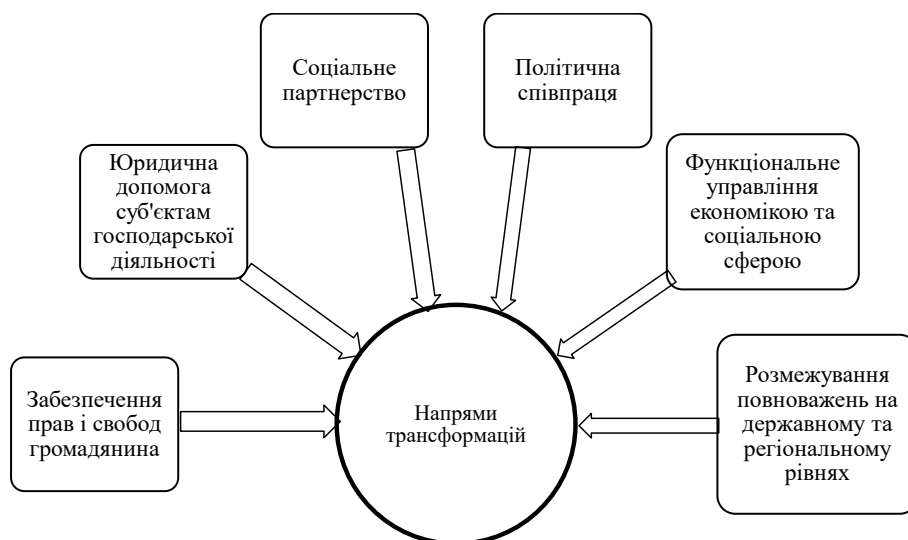 Соціальне
партнерство
Політична
співпраця
Юридична
допомога
суб'єктам
господарської
діяльності
Функціональне
управління
економікою та
соціальною
сферою
Забезпечення
прав і свобод
громадянина
Напрями
трансформацій
Розмежування
повноважень на
державному та
регіональному
рівнях